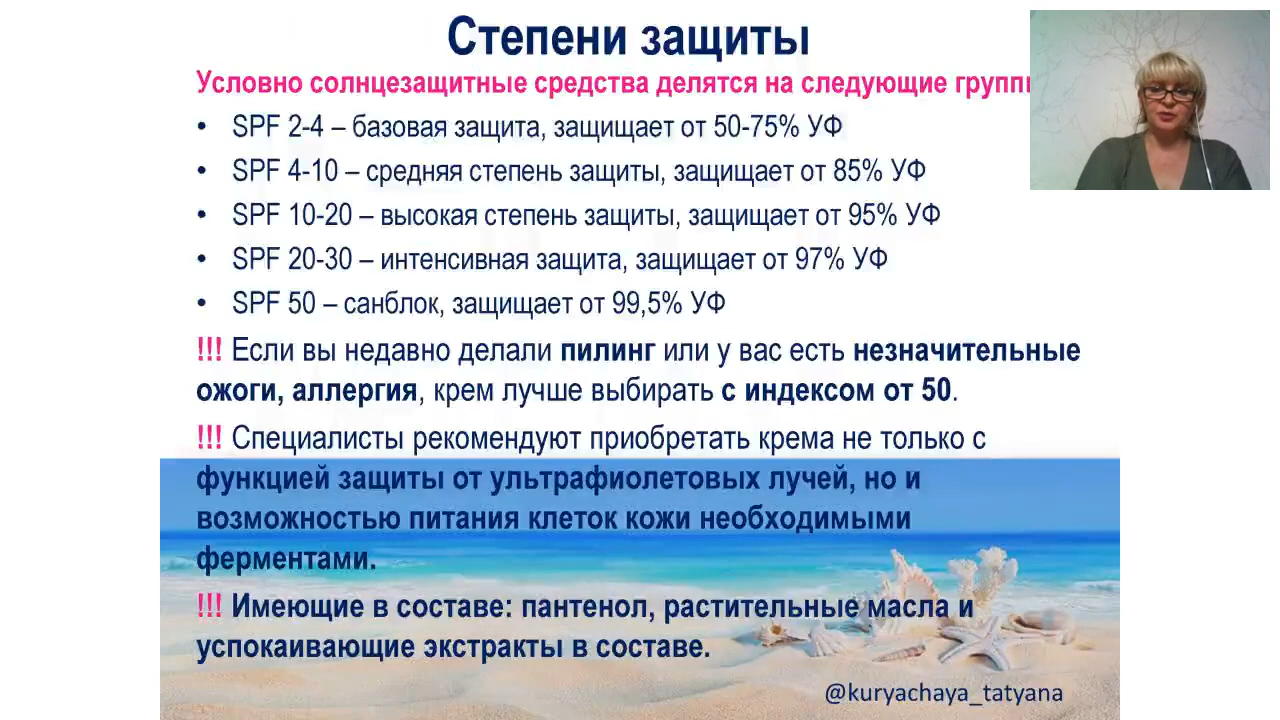 Степени защиты
Условно солнцезащитные средства делятся на следующие
• SPF 2-4 – базовая защита, защищает от 50-75% УФ
• SPF 4-10 – средняя степень защиты, защищает от 85% УФ
• SPF 10-20 – высокая степень защиты, защищает от 95% УФ
• SPF 20-30 – интенсивная защита, защищает от 97% УФ
• SPF 50 – санблок, защищает от 99,5% УФ
!!! Если вы недавно делали пилинг или у вас есть незначительные
ожоги, аллергия, крем лучше выбирать с индексом от 50.
!!! Специалисты рекомендуют приобретать крема не только с
функцией защиты от ультрафиолетовых лучей, но и
возможностью питания клеток кожи необходимыми
ферментами.
!!! Имеющие в составе: пантенол, растительные масла и
успокаивающие экстракты в составе.
@kuryachaya_tatyana